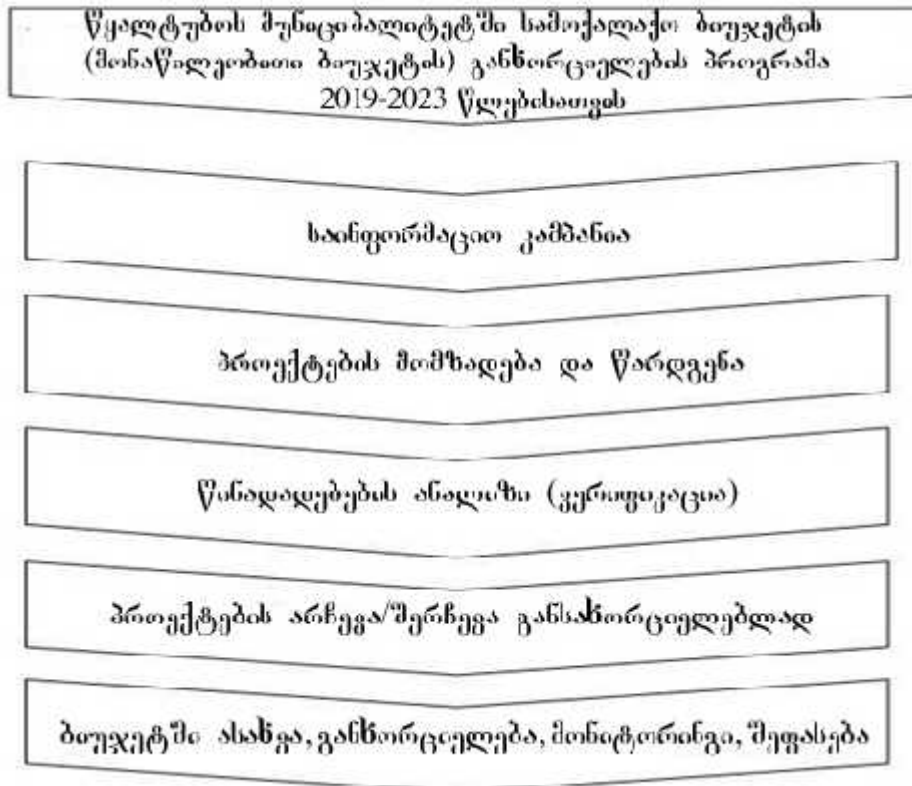 წყალტუბოს მუნიციპალიტეტში სამოქალაქო ბიუჯეტის
(მონაწილეობითი ბიუჯეტის) განხორციელების პროგრამა
2019-2023 წლებისათვის
საინფორმაციო კამპანია
პროექტების მომზადება და წარდგენა
წინადადებების ანალიზი (ვერიფიკაცია)
პროექტების არჩევა/შერჩევა განსახორციელებლად
ბიუჯეტში ასახვა, განხორციელება, მონიტორინგი, შეფასება